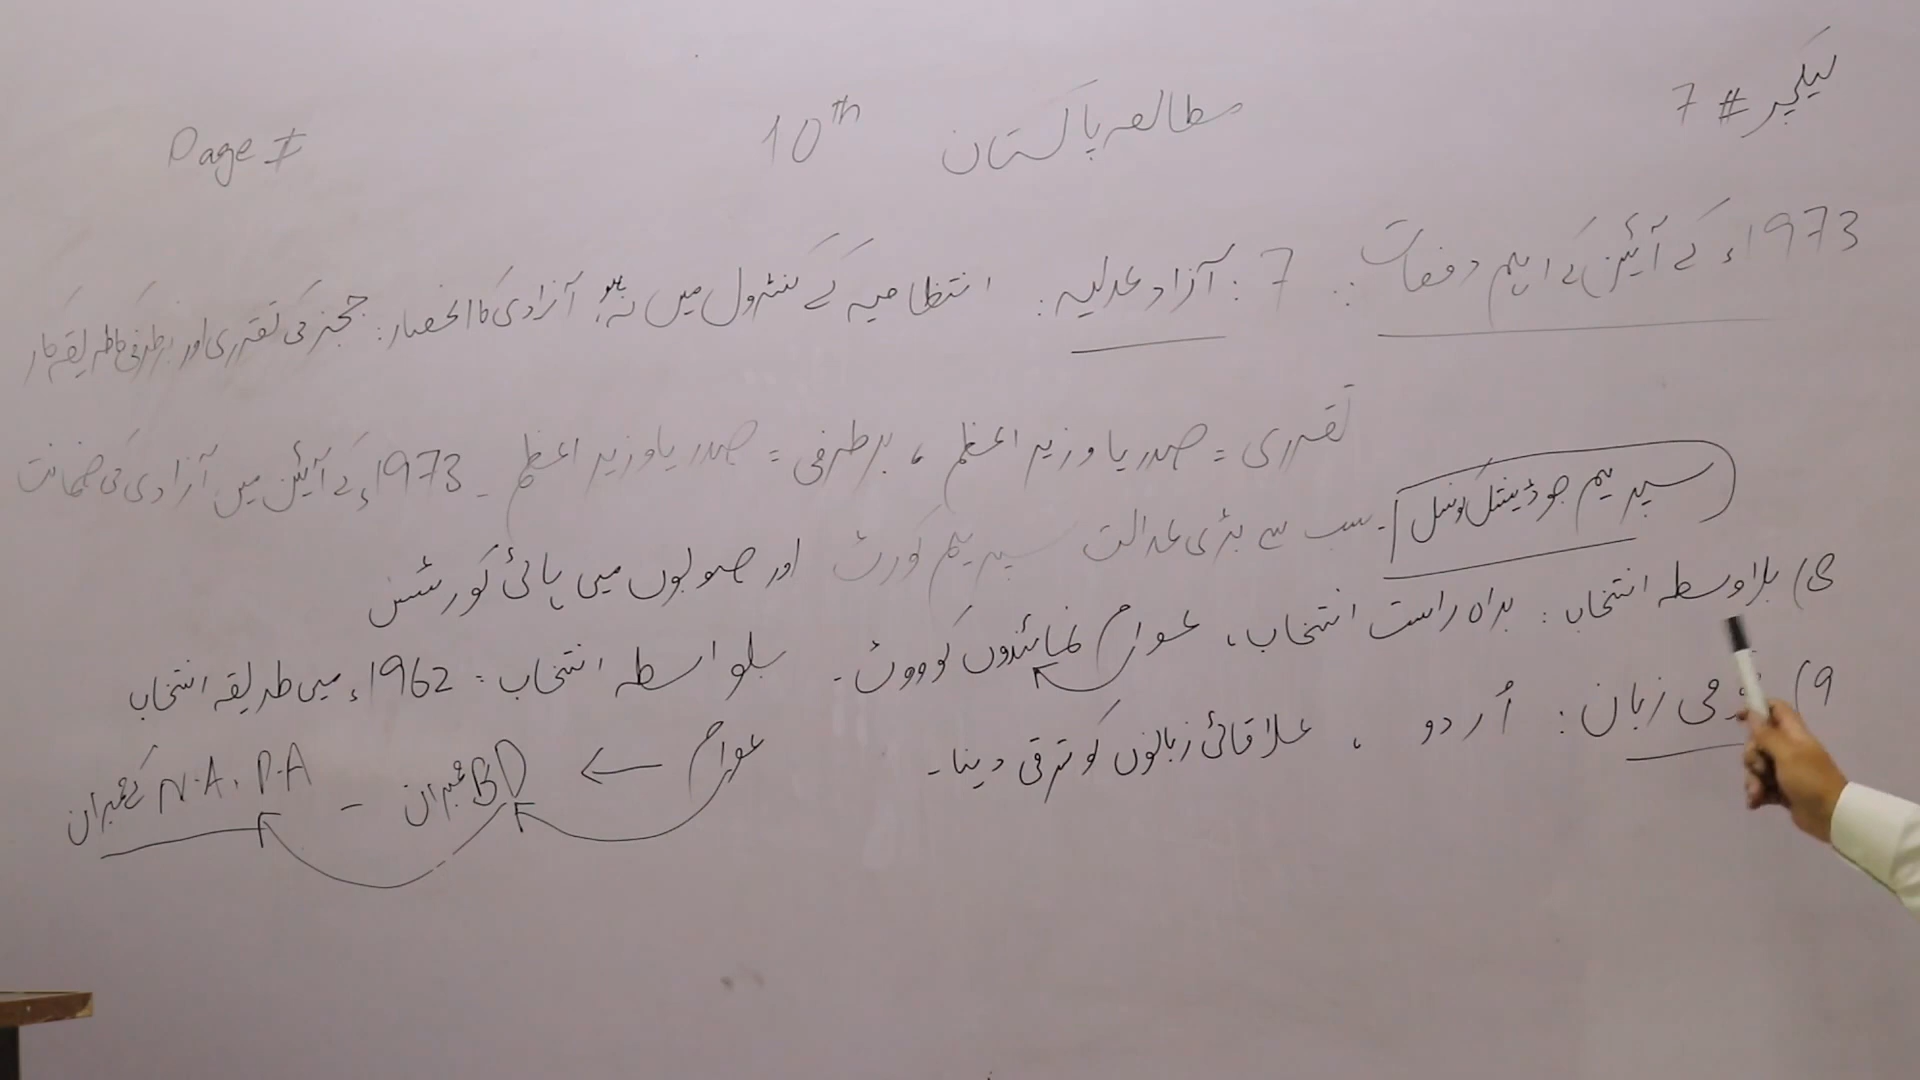 لیکچر # 7 مطالعہ پاکستان 10th Page I
1973ء کے آئین کے اہم دفعات :: 7 : آزاد عدلیہ : انتظامیہ کے کنٹرول میں نہ ہو، آزادی کا انحصار : ججز کی تقرری اور برطرفی کا طریقہ کار
تقرری = صدر یا وزیر اعظم ، برطرفی = صدر یا وزیر اعظم ۔ 1973ء کے آئین میں آزادی کی ضمانت
سپریم جوڈیشل کونسل ۔ سب سے بڑی عدالت سپریم کورٹ اور صوبوں میں ہائی کورٹس
8) بلاوسطہ انتخاب : براہ راست انتخاب ، عوام نمائندوں کو ووٹ ۔ بلواسطہ انتخاب : 1962ء میں طریقہ انتخاب
9) قومی زبان : اُردو ، علاقائی زبانوں کو ترقی دینا ۔
عوام ← BD ممبران - N.A , P.A کے ممبران